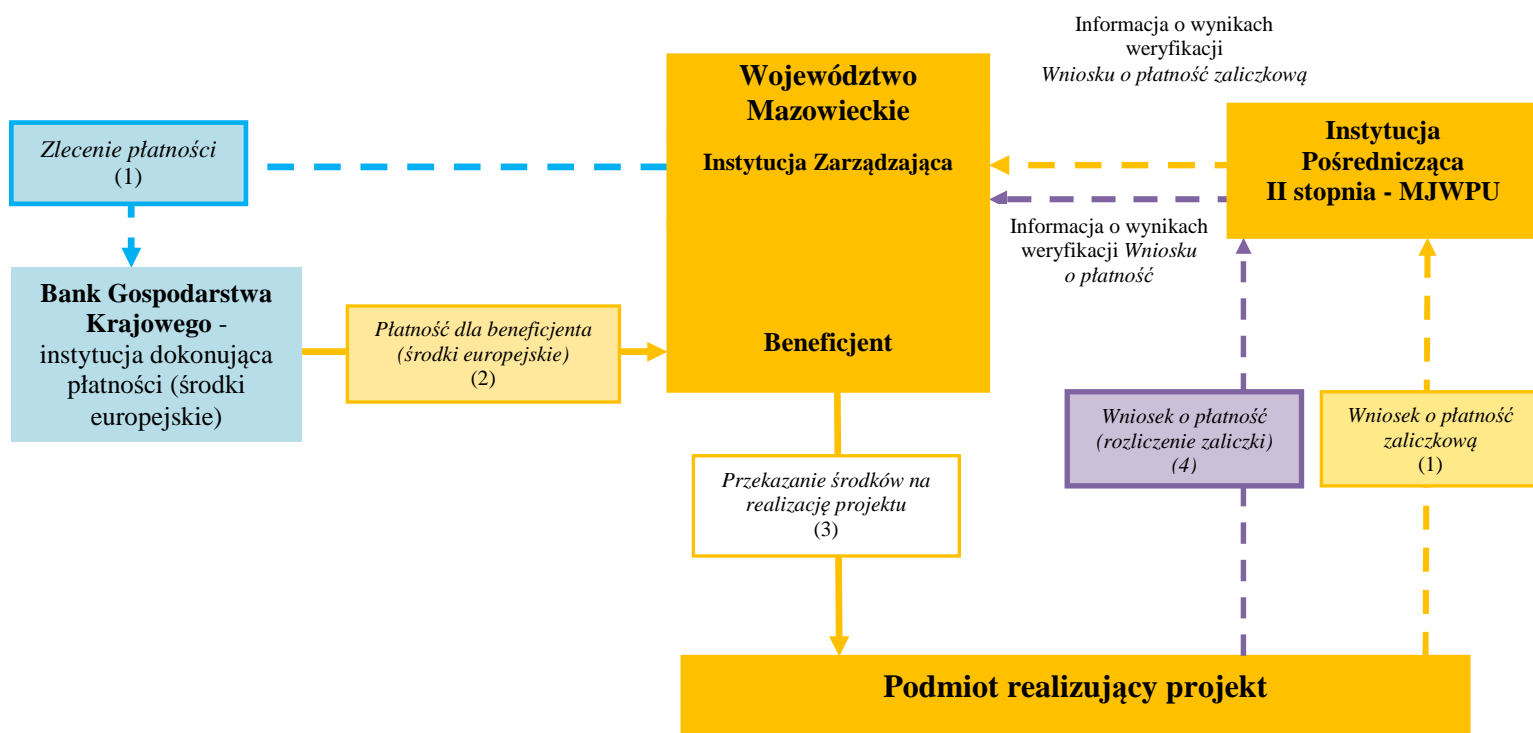 Informacja o wynikach
weryfikacji
Wniosku o płatność zaliczkową
Województwo
Mazowieckie
Instytucja Zarządzająca
Beneficjent
Zlecenie płatności
(1)
Instytucja
Pośrednicząca
II stopnia - MJWPU
Informacja o wynikach
weryfikacji Wniosku
o płatność
Bank Gospodarstwa
Krajowego -
instytucja dokonująca
płatności (środki
europejskie)
Płatność dla beneficjenta
(środki europejskie)
(2)
Wniosek o płatność
(rozliczenie zaliczki)
(4)
Wniosek o płatność
zaliczkową
(1)
Przekazanie środków na
realizację projektu
(3)
Podmiot realizujący projekt